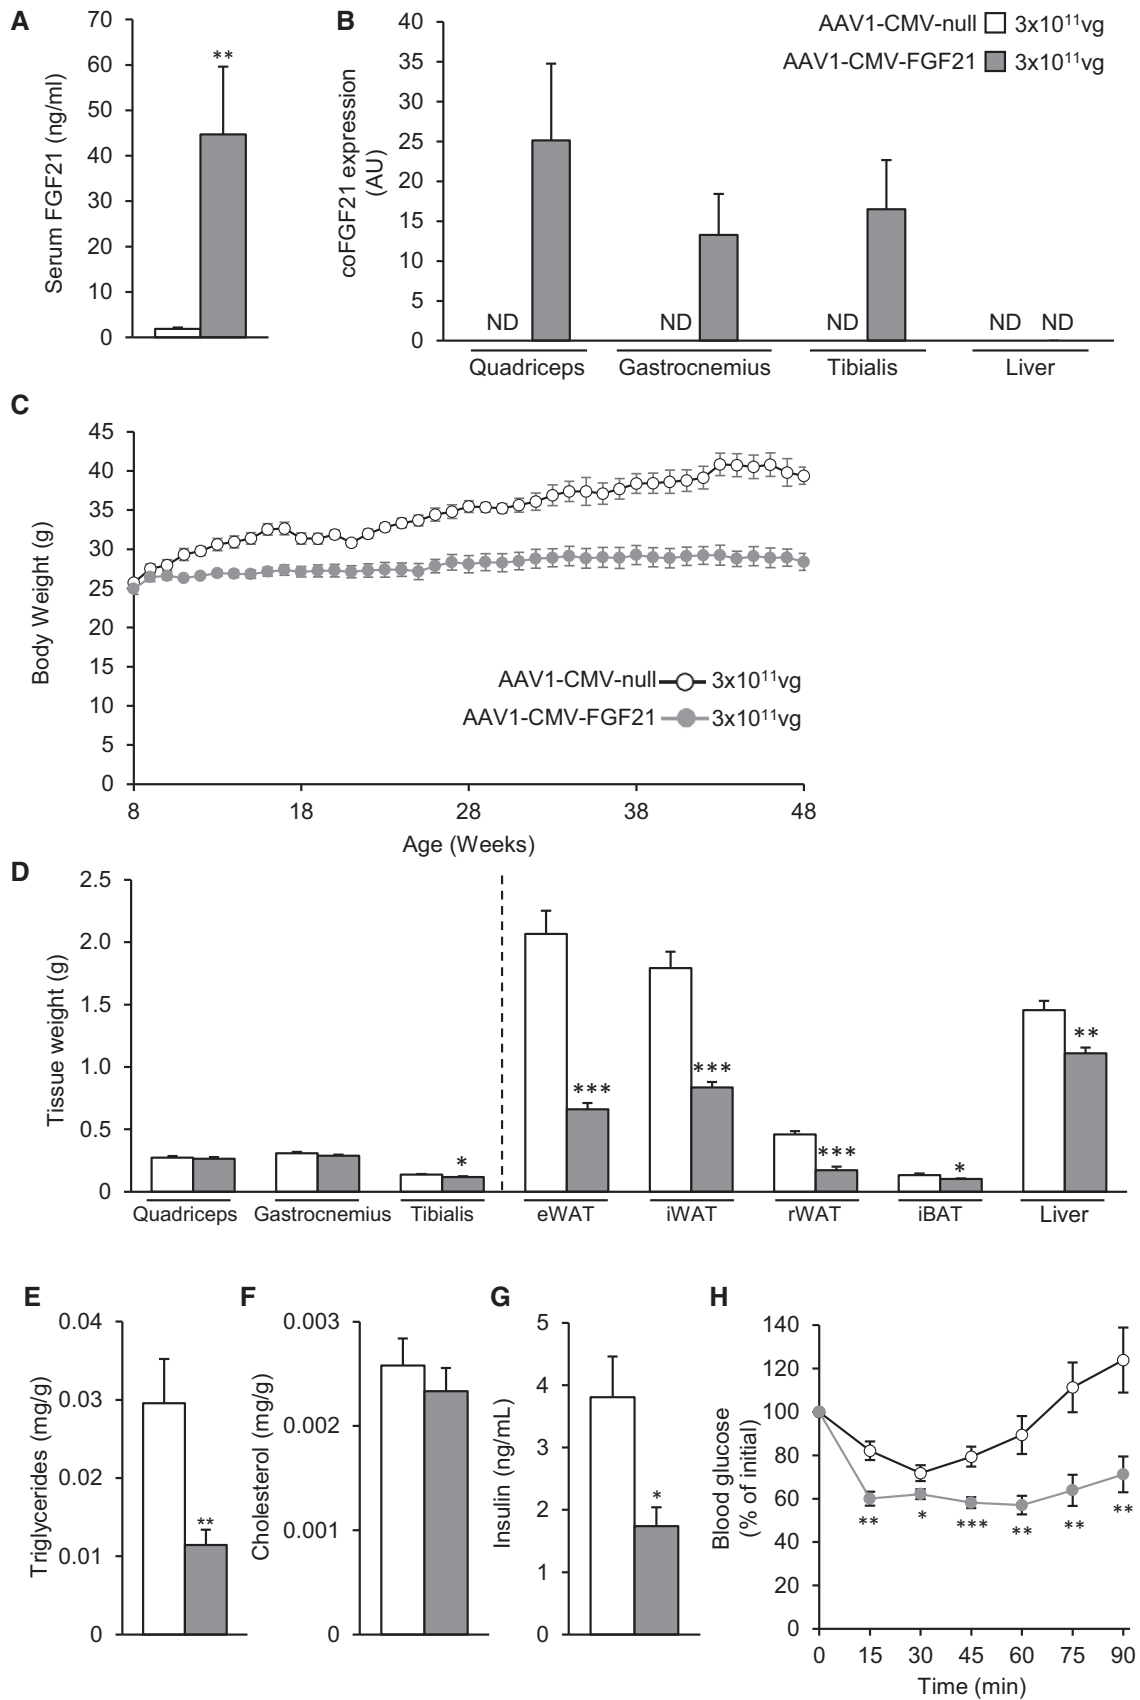 A
Serum FGF21 (ng/ml)
70
60
50
40
30
20
10
0
**
B
coFGF21 expression
(AU)
40
35
30
25
20
15
10
5
0
AAV1-CMV-null 3x10¹¹vg
AAV1-CMV-FGF21 3x10¹¹vg
ND ND ND ND ND
Quadriceps Gastrocnemius Tibialis Liver
C
Body Weight (g)
45
40
35
30
25
20
15
10
5
0
AAV1-CMV-null 3x10¹¹vg
AAV1-CMV-FGF21 3x10¹¹vg
8 18 28 38 48
Age (Weeks)
D
Tissue weight (g)
2.5
2.0
1.5
1.0
0.5
0
* *** *** *** * **
Quadriceps Gastrocnemius Tibialis eWAT iWAT rWAT iBAT Liver
E
Triglycerides (mg/g)
0.04
0.03
0.02
0.01
0
**
F
Cholesterol (mg/g)
0.003
0.002
0.001
0
G
Insulin (ng/mL)
5
4
3
2
1
0
*
H
Blood glucose
(% of initial)
140
120
100
80
60
40
20
0
** * *** ** ** **
0 15 30 45 60 75 90
Time (min)